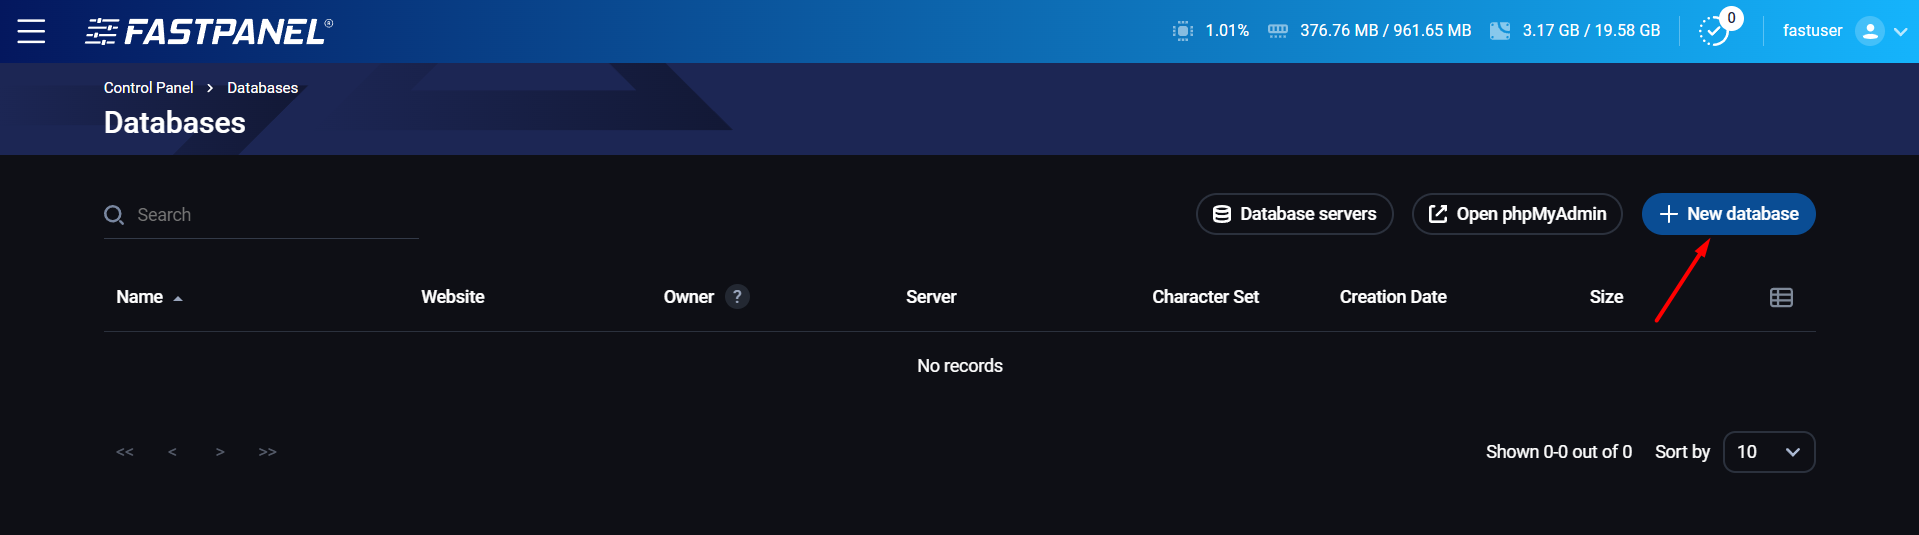 FASTPANEL®
1.01% 376.76 MB / 961.65 MB 3.17 GB / 19.58 GB 0 fastuser
Control Panel > Databases
Databases
Search Database servers Open phpMyAdmin + New database
Name Website Owner ? Server Character Set Creation Date Size
No records
<< < > >> Shown 0-0 out of 0 Sort by 10